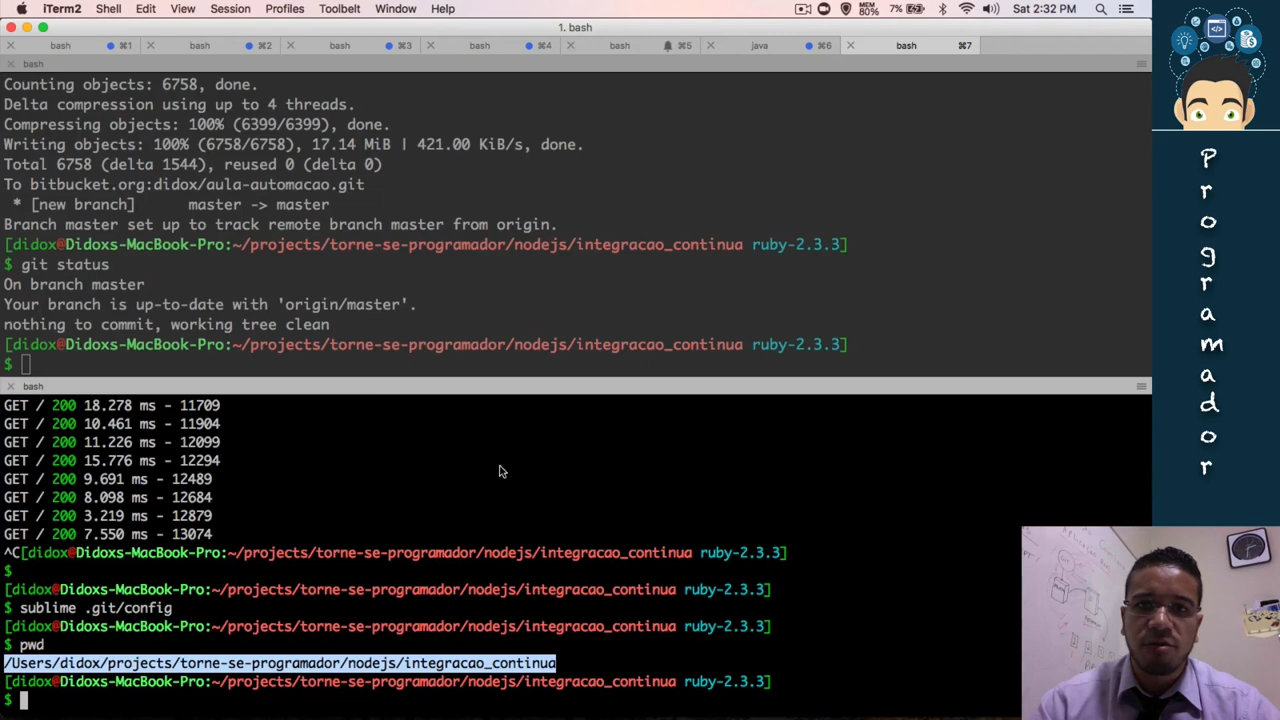 iTerm2 Shell Edit View Session Profiles Toolbelt Window Help MEM 80% 7% Sat 2:32 PM
1. bash
bash ⌘1 bash ⌘2 bash ⌘3 bash ⌘4 bash ⌘5 java ⌘6 bash ⌘7
bash
Counting objects: 6758, done.
Delta compression using up to 4 threads.
Compressing objects: 100% (6399/6399), done.
Writing objects: 100% (6758/6758), 17.14 MiB | 421.00 KiB/s, done.
Total 6758 (delta 1544), reused 0 (delta 0)
To bitbucket.org:didox/aula-automacao.git
* [new branch] master -> master
Branch master set up to track remote branch master from origin.
[didox@Didoxs-MacBook-Pro:~/projects/torne-se-programador/nodejs/integracao_continua ruby-2.3.3]
$ git status
On branch master
Your branch is up-to-date with 'origin/master'.
nothing to commit, working tree clean
[didox@Didoxs-MacBook-Pro:~/projects/torne-se-programador/nodejs/integracao_continua ruby-2.3.3]
$
bash
GET / 200 18.278 ms - 11709
GET / 200 10.461 ms - 11904
GET / 200 11.226 ms - 12099
GET / 200 15.776 ms - 12294
GET / 200 9.691 ms - 12489
GET / 200 8.098 ms - 12684
GET / 200 3.219 ms - 12879
GET / 200 7.550 ms - 13074
^C[didox@Didoxs-MacBook-Pro:~/projects/torne-se-programador/nodejs/integracao_continua ruby-2.3.3]
$
[didox@Didoxs-MacBook-Pro:~/projects/torne-se-programador/nodejs/integracao_continua ruby-2.3.3]
$ sublime .git/config
[didox@Didoxs-MacBook-Pro:~/projects/torne-se-programador/nodejs/integracao_continua ruby-2.3.3]
$ pwd
/Users/didox/projects/torne-se-programador/nodejs/integracao_continua
[didox@Didoxs-MacBook-Pro:~/projects/torne-se-programador/nodejs/integracao_continua ruby-2.3.3]
$
Programador